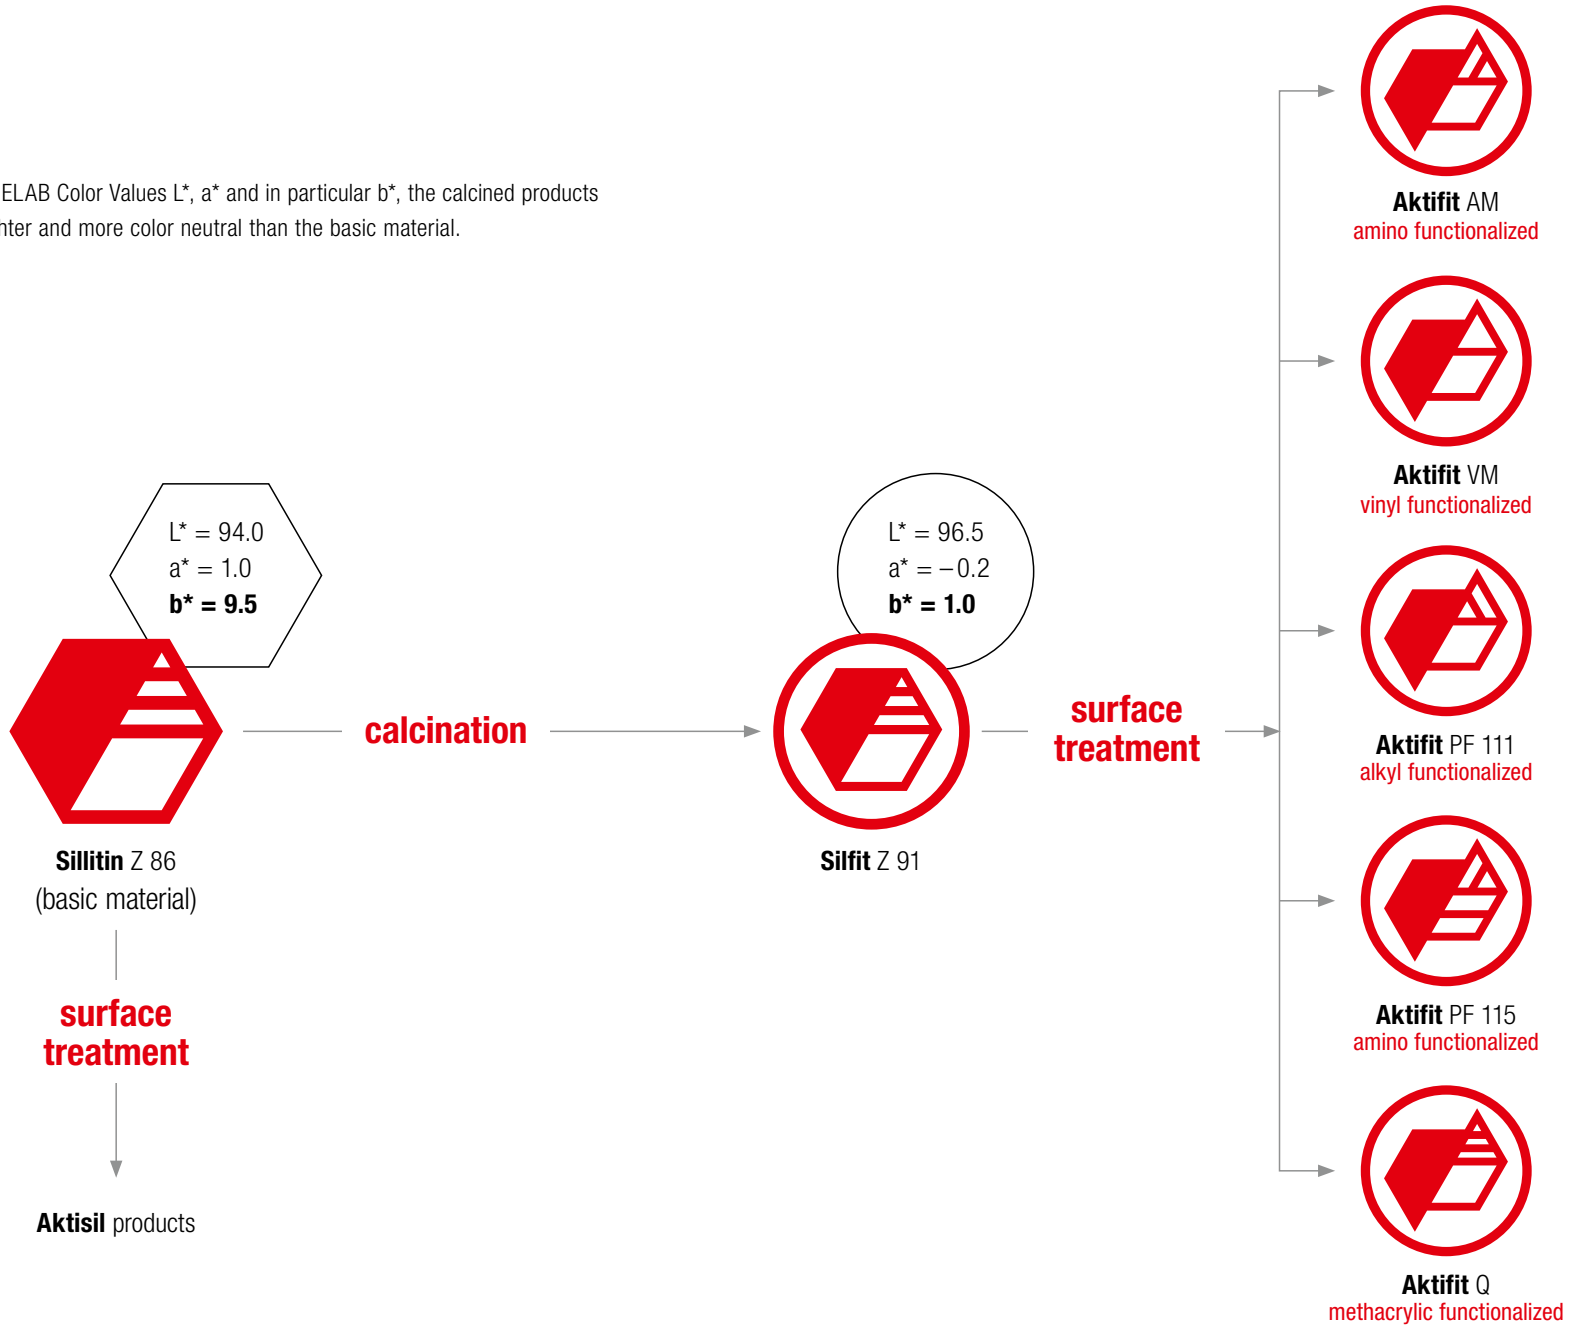 ELAB Color Values L*, a* and in particular b*, the calcined products
hter and more color neutral than the basic material.
L* = 94.0
a* = 1.0
b* = 9.5
Sillitin Z 86
(basic material)
calcination
L* = 96.5
a* = –0.2
b* = 1.0
Silfit Z 91
surface
treatment
surface
treatment
Aktisil products
Aktifit AM
amino functionalized
Aktifit VM
vinyl functionalized
Aktifit PF 111
alkyl functionalized
Aktifit PF 115
amino functionalized
Aktifit Q
methacrylic functionalized